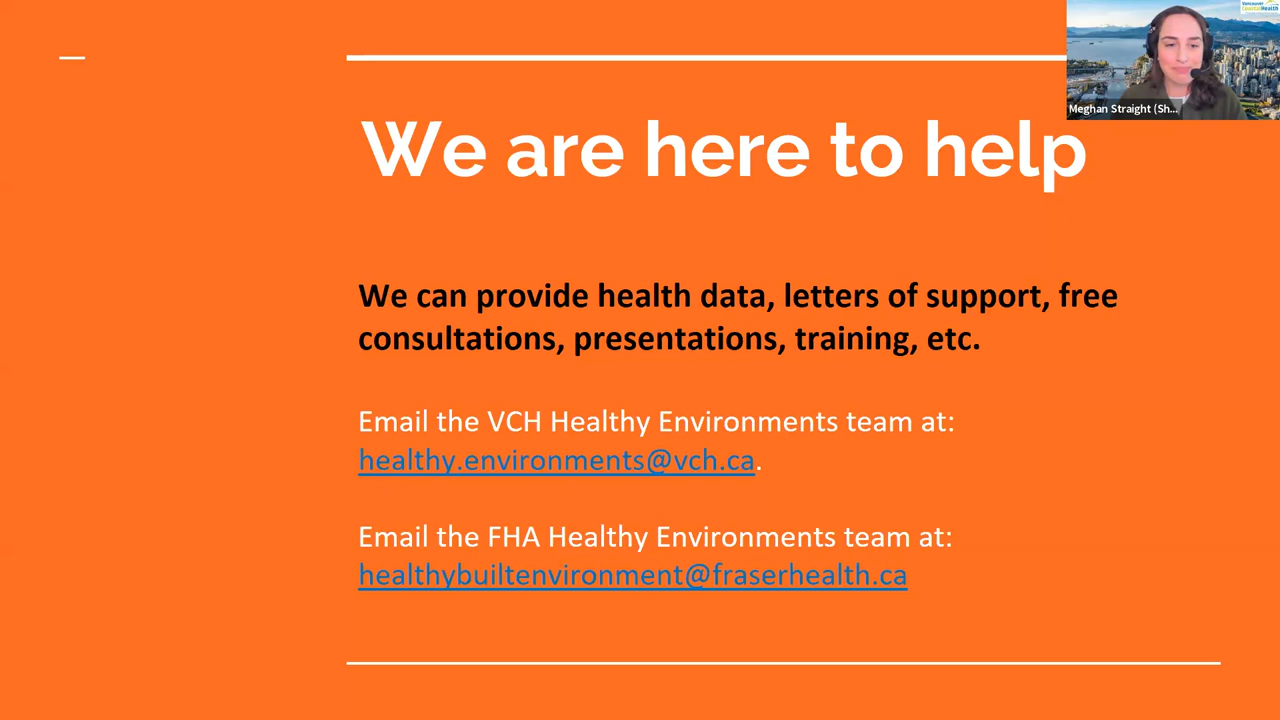 Vancouver
CoastalHealth
Meghan Straight (Sh...
We are here to help
We can provide health data, letters of support, free
consultations, presentations, training, etc.
Email the VCH Healthy Environments team at:
healthy.environments@vch.ca.
Email the FHA Healthy Environments team at:
healthybuiltenvironment@fraserhealth.ca